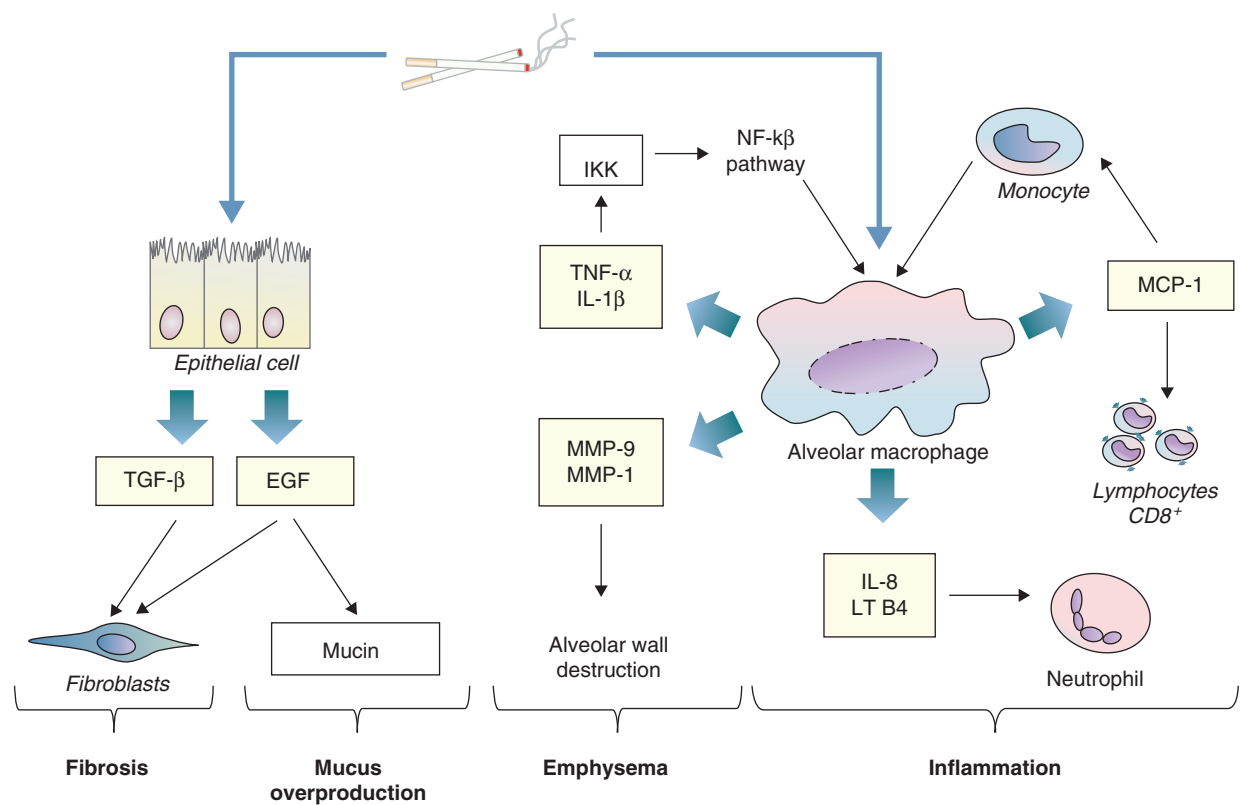 NF-kβ
pathway
IKK
Monocyte
TNF-α
IL-1β
MCP-1
Epithelial cell
MMP-9
MMP-1
Alveolar macrophage
TGF-β
EGF
Lymphocytes
CD8+
IL-8
LT B4
Mucin
Alveolar wall
destruction
Fibroblasts
Neutrophil
Fibrosis
Mucus
overproduction
Emphysema
Inflammation